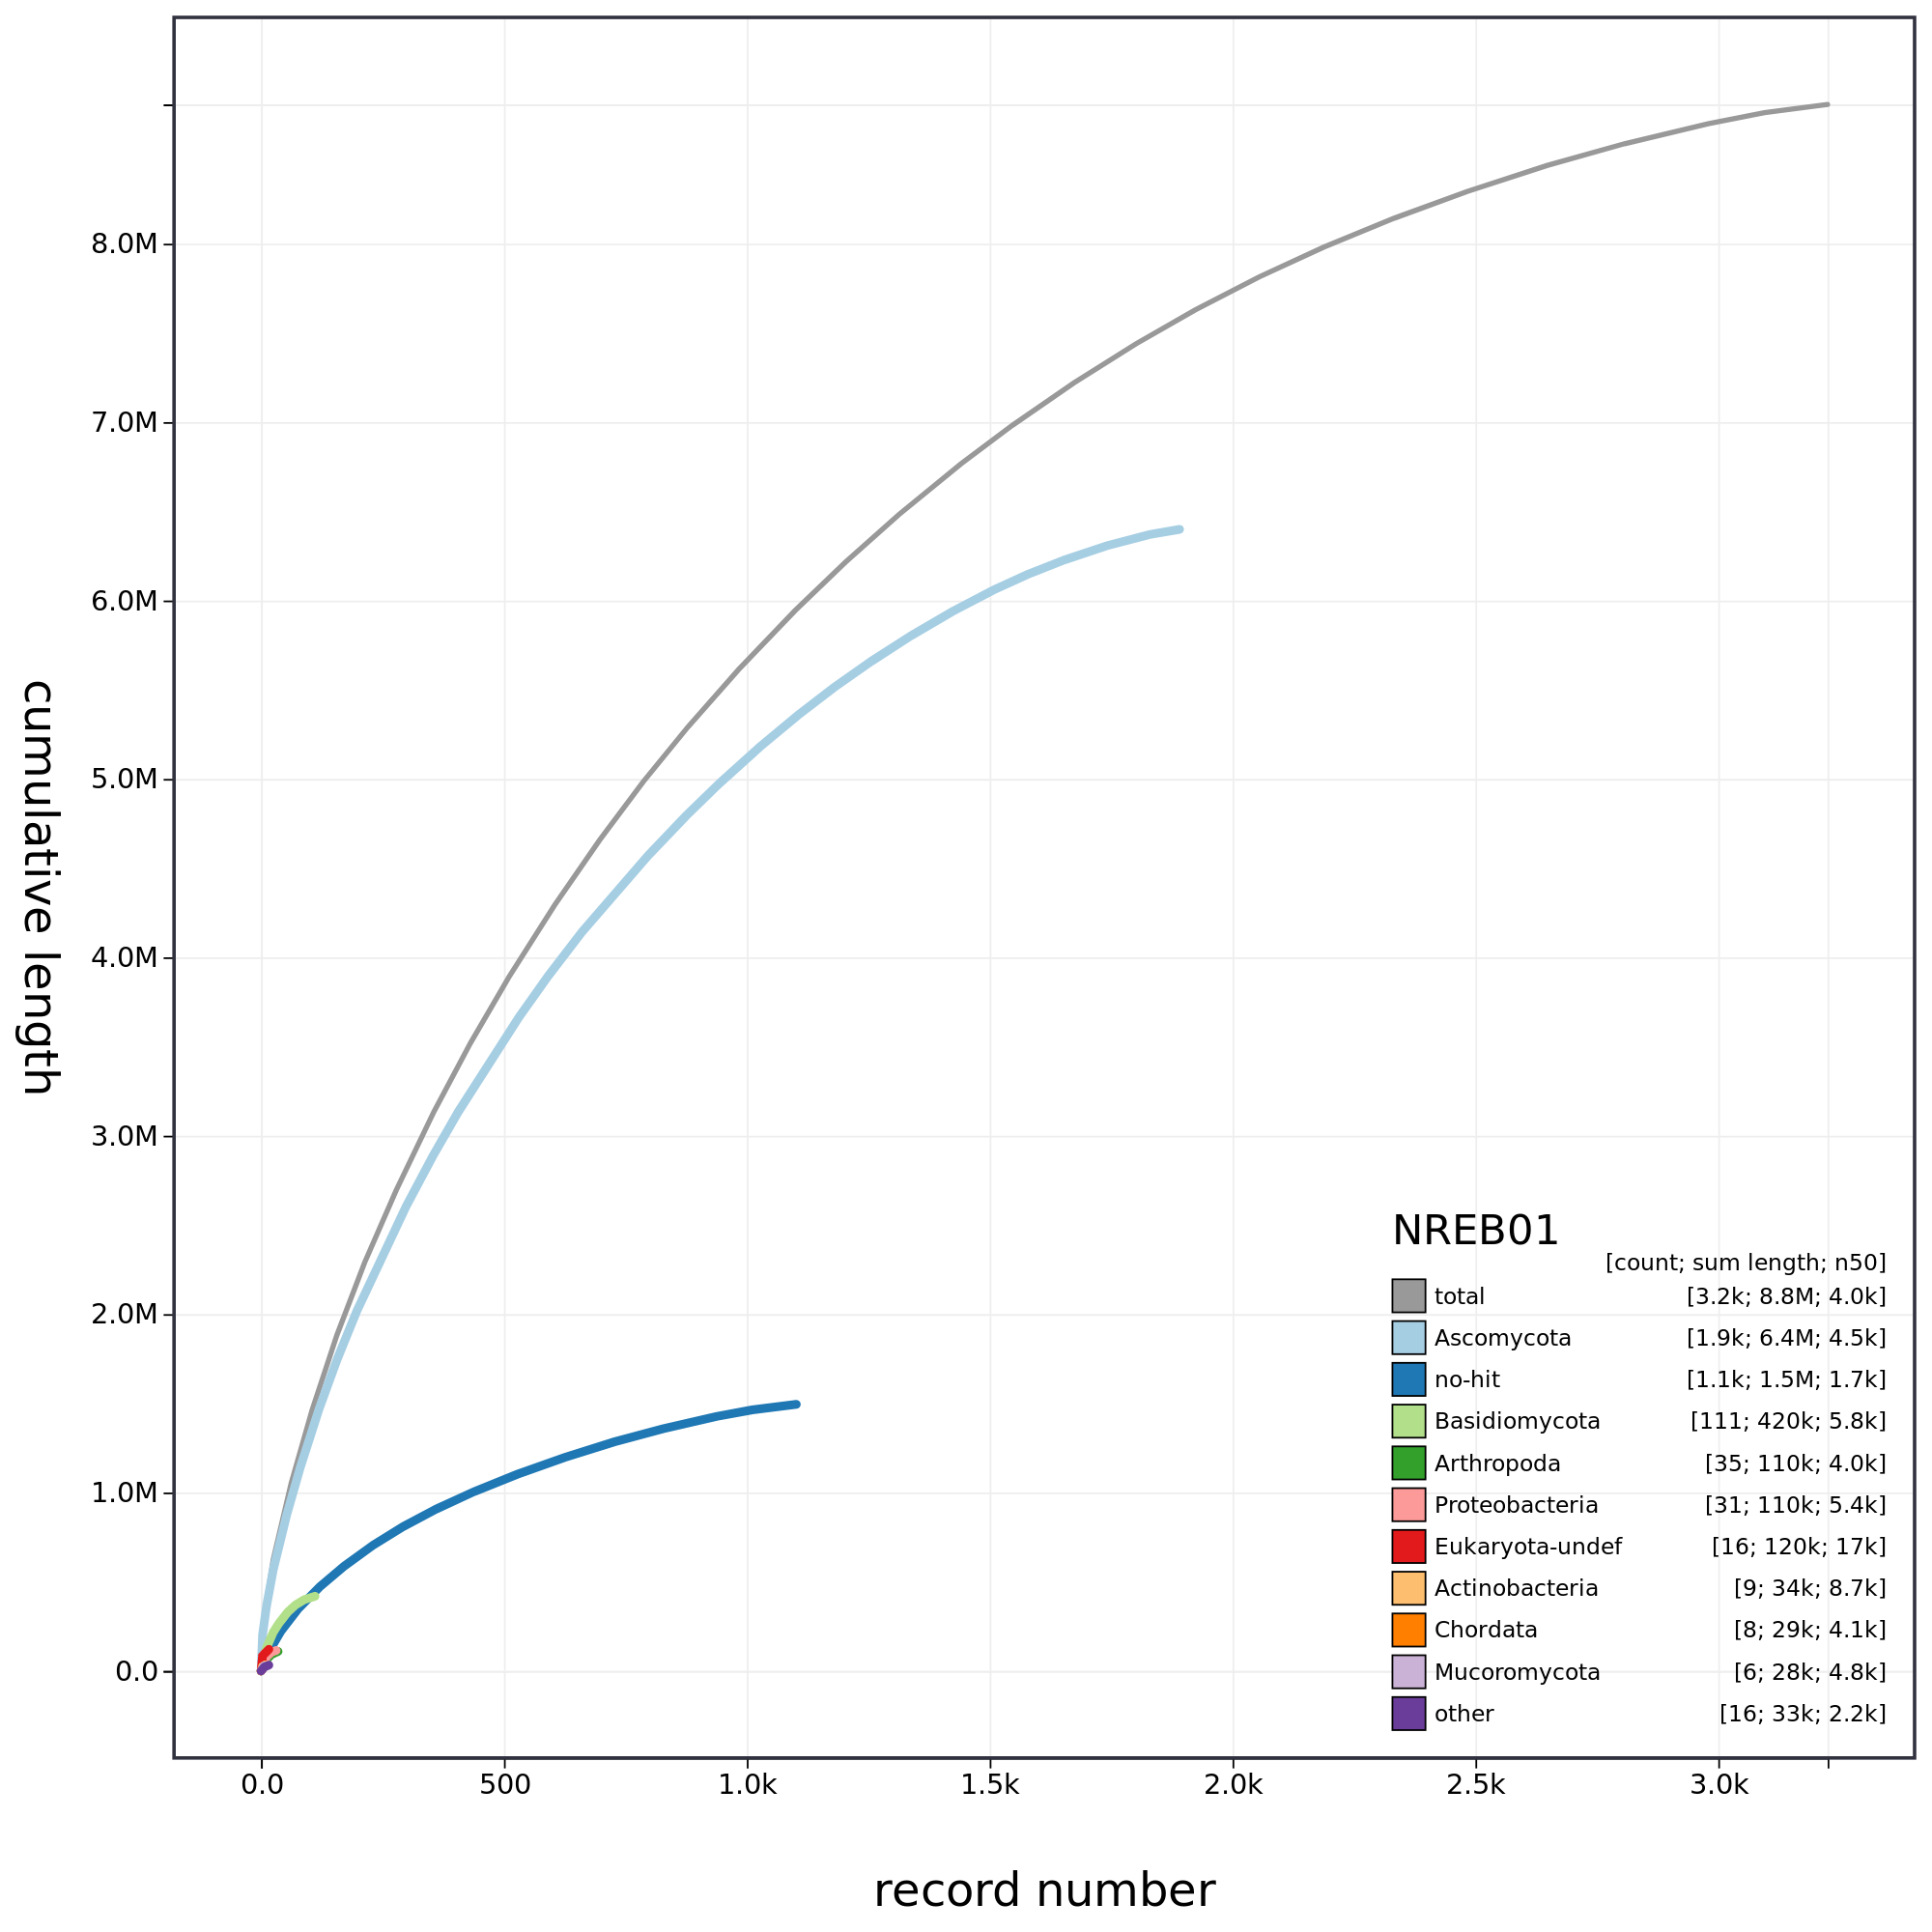 8.0M
7.0M
6.0M
5.0M
4.0M
3.0M
2.0M
1.0M
0.0
cumulative length
NREB01
[count; sum length; n50]
total [3.2k; 8.8M; 4.0k]
Ascomycota [1.9k; 6.4M; 4.5k]
no-hit [1.1k; 1.5M; 1.7k]
Basidiomycota [111; 420k; 5.8k]
Arthropoda [35; 110k; 4.0k]
Proteobacteria [31; 110k; 5.4k]
Eukaryota-undef [16; 120k; 17k]
Actinobacteria [9; 34k; 8.7k]
Chordata [8; 29k; 4.1k]
Mucoromycota [6; 28k; 4.8k]
other [16; 33k; 2.2k]
0.0 500 1.0k 1.5k 2.0k 2.5k 3.0k
record number